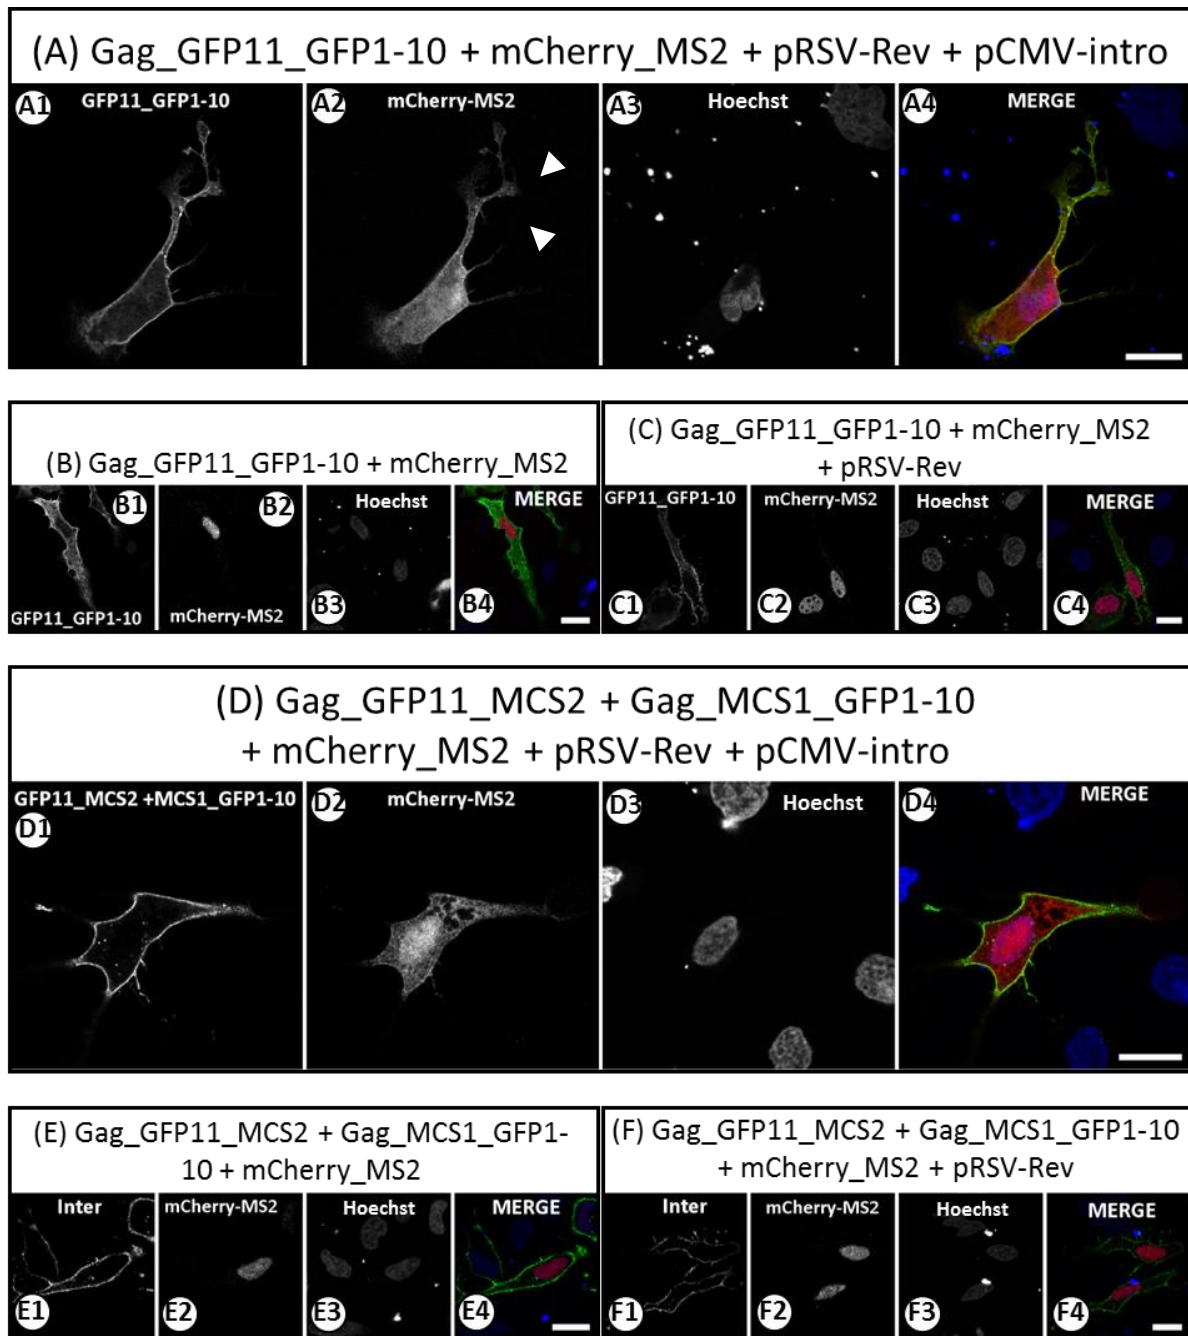 (A) Gag_GFP11_GFP1-10 + mCherry_MS2 + pRSV-Rev + pCMV-intro
A1 GFP11_GFP1-10
A2 mCherry-MS2
A3 Hoechst
A4 MERGE
(B) Gag_GFP11_GFP1-10 + mCherry_MS2
B1
GFP11_GFP1-10
B2
mCherry-MS2
Hoechst
B3
MERGE
B4
(C) Gag_GFP11_GFP1-10 + mCherry_MS2
+ pRSV-Rev
GFP11_GFP1-10
C1
mCherry-MS2
C2
Hoechst
C3
MERGE
C4
(D) Gag_GFP11_MCS2 + Gag_MCS1_GFP1-10
+ mCherry_MS2 + pRSV-Rev + pCMV-intro
GFP11_MCS2 +MCS1_GFP1-10
D1
D2 mCherry-MS2
D3 Hoechst
D4 MERGE
(E) Gag_GFP11_MCS2 + Gag_MCS1_GFP1-
10 + mCherry_MS2
Inter
E1
mCherry-MS2
E2
Hoechst
E3
MERGE
E4
(F) Gag_GFP11_MCS2 + Gag_MCS1_GFP1-10
+ mCherry_MS2 + pRSV-Rev
Inter
F1
mCherry-MS2
F2
Hoechst
F3
MERGE
F4